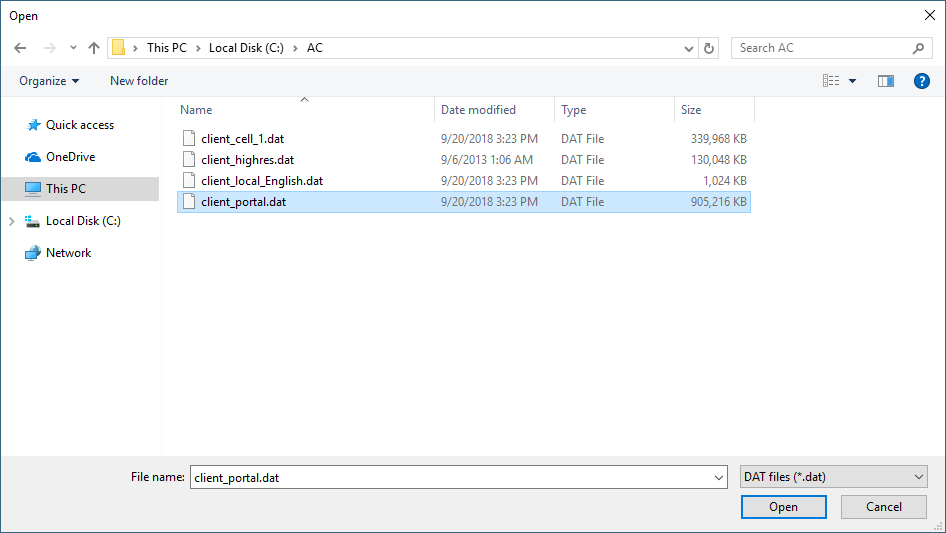 Open
This PC Local Disk (C:) AC Search AC
Organize New folder ?
Name Date modified Type Size
Quick access
OneDrive
This PC
Local Disk (C:)
Network
client_cell_1.dat 9/20/2018 3:23 PM DAT File 339,968 KB
client_highres.dat 9/6/2013 1:06 AM DAT File 130,048 KB
client_local_English.dat 9/20/2018 3:23 PM DAT File 1,024 KB
client_portal.dat 9/20/2018 3:23 PM DAT File 905,216 KB
File name: client_portal.dat DAT files (*.dat)
Open Cancel